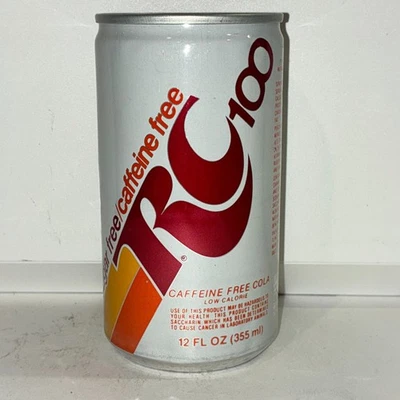 free/caffeine free
RC 100
®
CAFFEINE FREE COLA
LOW CALORIE
USE OF THIS PRODUCT MAY BE HAZARDOUS TO
YOUR HEALTH. THIS PRODUCT CONTAINS
SACCHARIN WHICH HAS BEEN DETERMINED
TO CAUSE CANCER IN LABORATORY ANIMALS
12 FL OZ (355 ml)